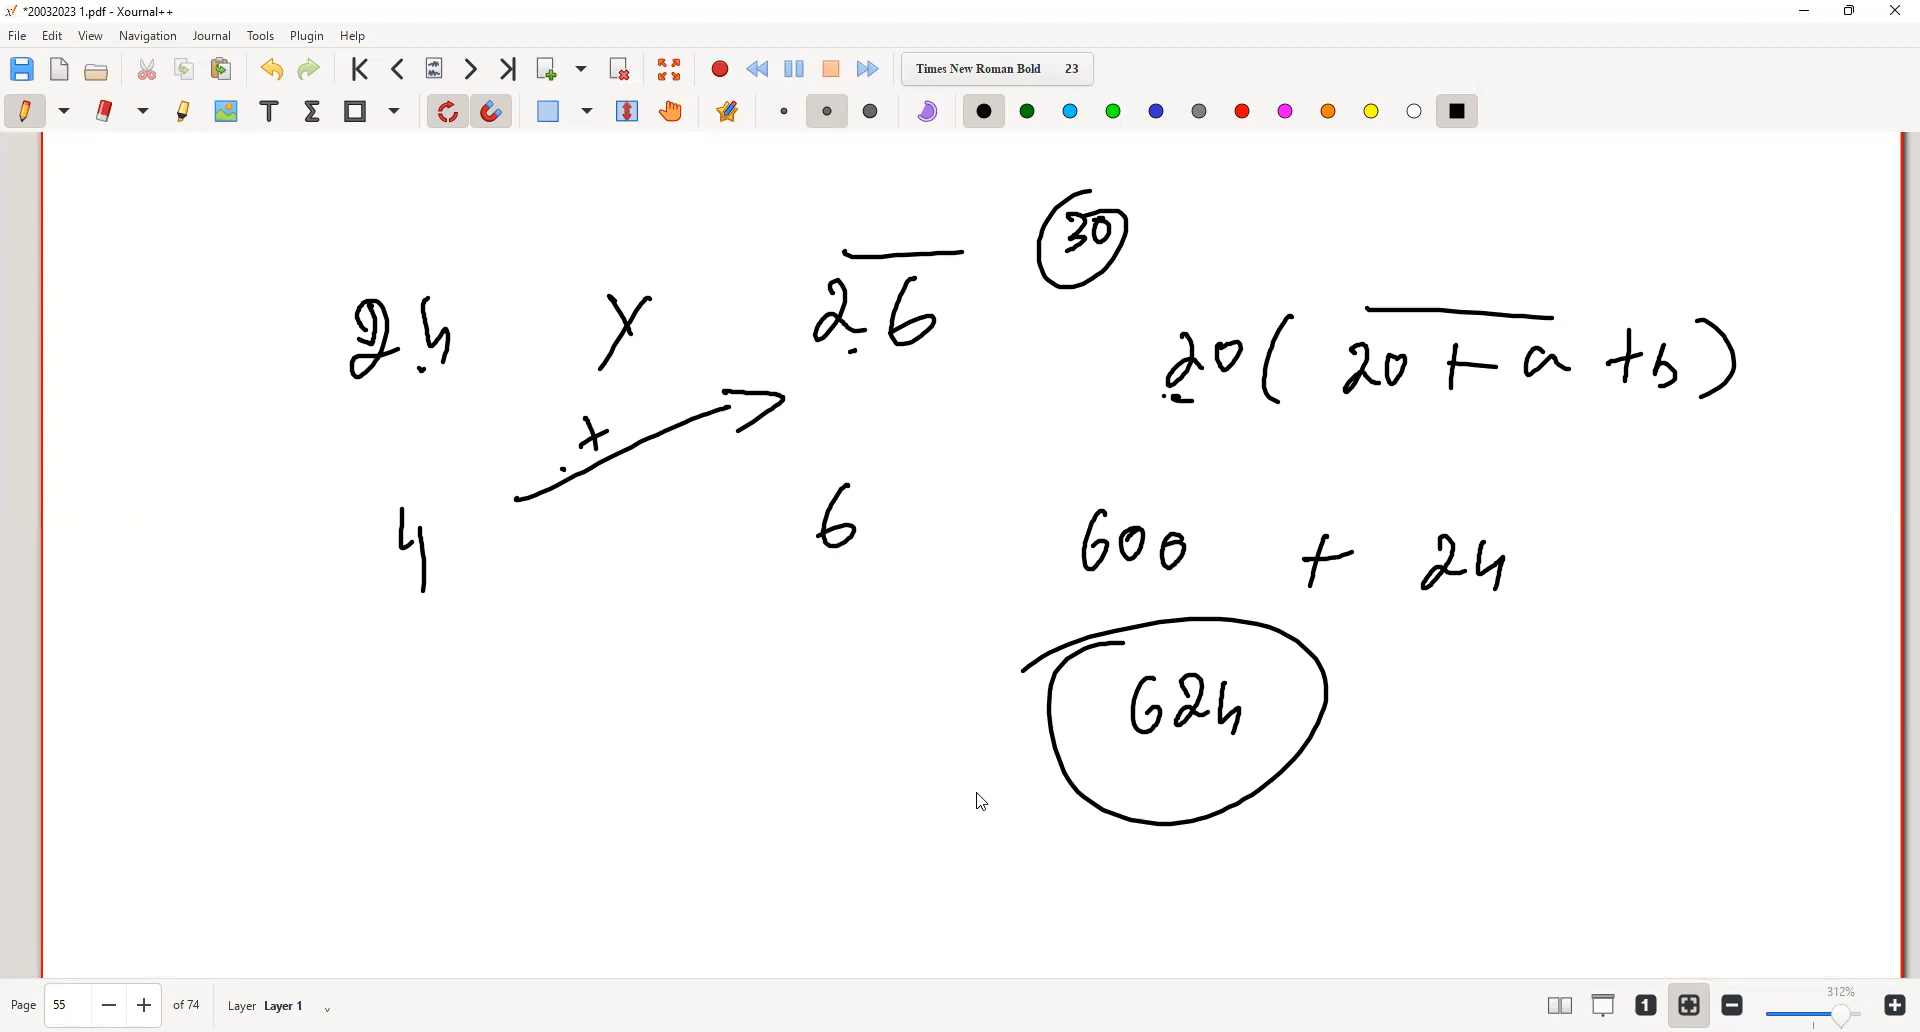 *20032023 1.pdf - Xournal++
File Edit View Navigation Journal Tools Plugin Help
Times New Roman Bold 23
30
24 × 26
20 ( 20 + a + b )
+
4 6
600 + 24
624
Page 55 of 74 Layer Layer 1 1 312%